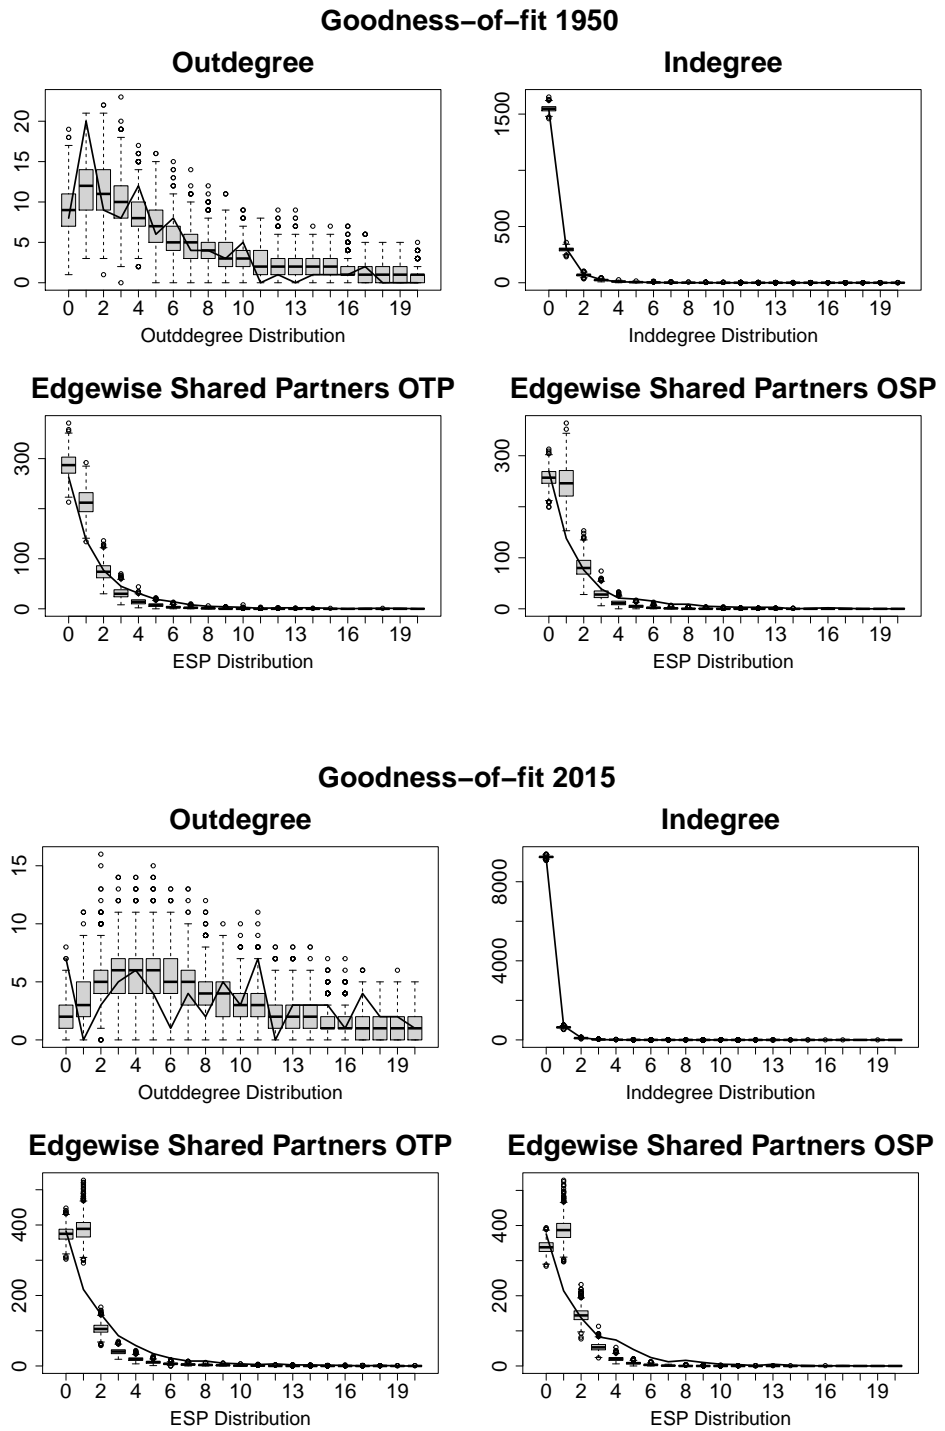 Goodness−of−fit 1950
Outdegree
Indegree
0 5 10 15 20
0 2 4 6 8 10 13 16 19
Outddegree Distribution
0 500 1500
0 2 4 6 8 10 13 16 19
Inddegree Distribution
Edgewise Shared Partners OTP
Edgewise Shared Partners OSP
0 100 300
0 2 4 6 8 10 13 16 19
ESP Distribution
0 100 300
0 2 4 6 8 10 13 16 19
ESP Distribution
Goodness−of−fit 2015
Outdegree
Indegree
0 5 10 15
0 2 4 6 8 10 13 16 19
Outddegree Distribution
0 4000 8000
0 2 4 6 8 10 13 16 19
Inddegree Distribution
Edgewise Shared Partners OTP
Edgewise Shared Partners OSP
0 200 400
0 2 4 6 8 10 13 16 19
ESP Distribution
0 200 400
0 2 4 6 8 10 13 16 19
ESP Distribution